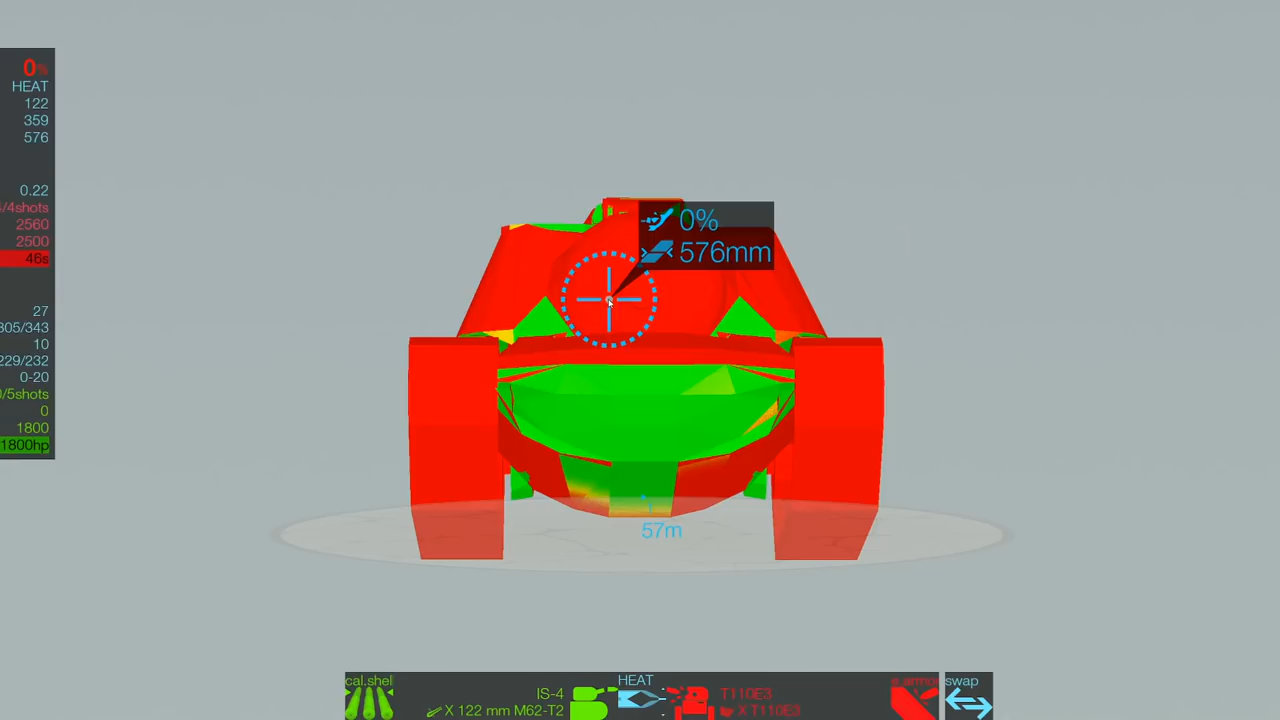 0%
HEAT
122
359
576
0.22
/4shots
2560
2500
46s
27
305/343
10
229/232
0-20
0/5shots
0
1800
1800hp
0%
576mm
57m
cal.shel
IS-4
X 122 mm M62-T2
HEAT
T110E3
X T110E3
e.armor
swap